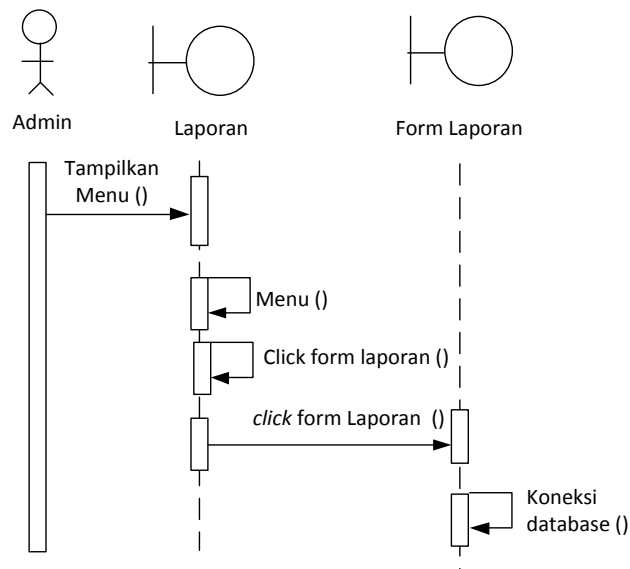 Admin
Laporan
Form Laporan
Tampilkan
Menu ()
Menu ()
Click form laporan ()
click form Laporan  ()
Koneksi
database ()